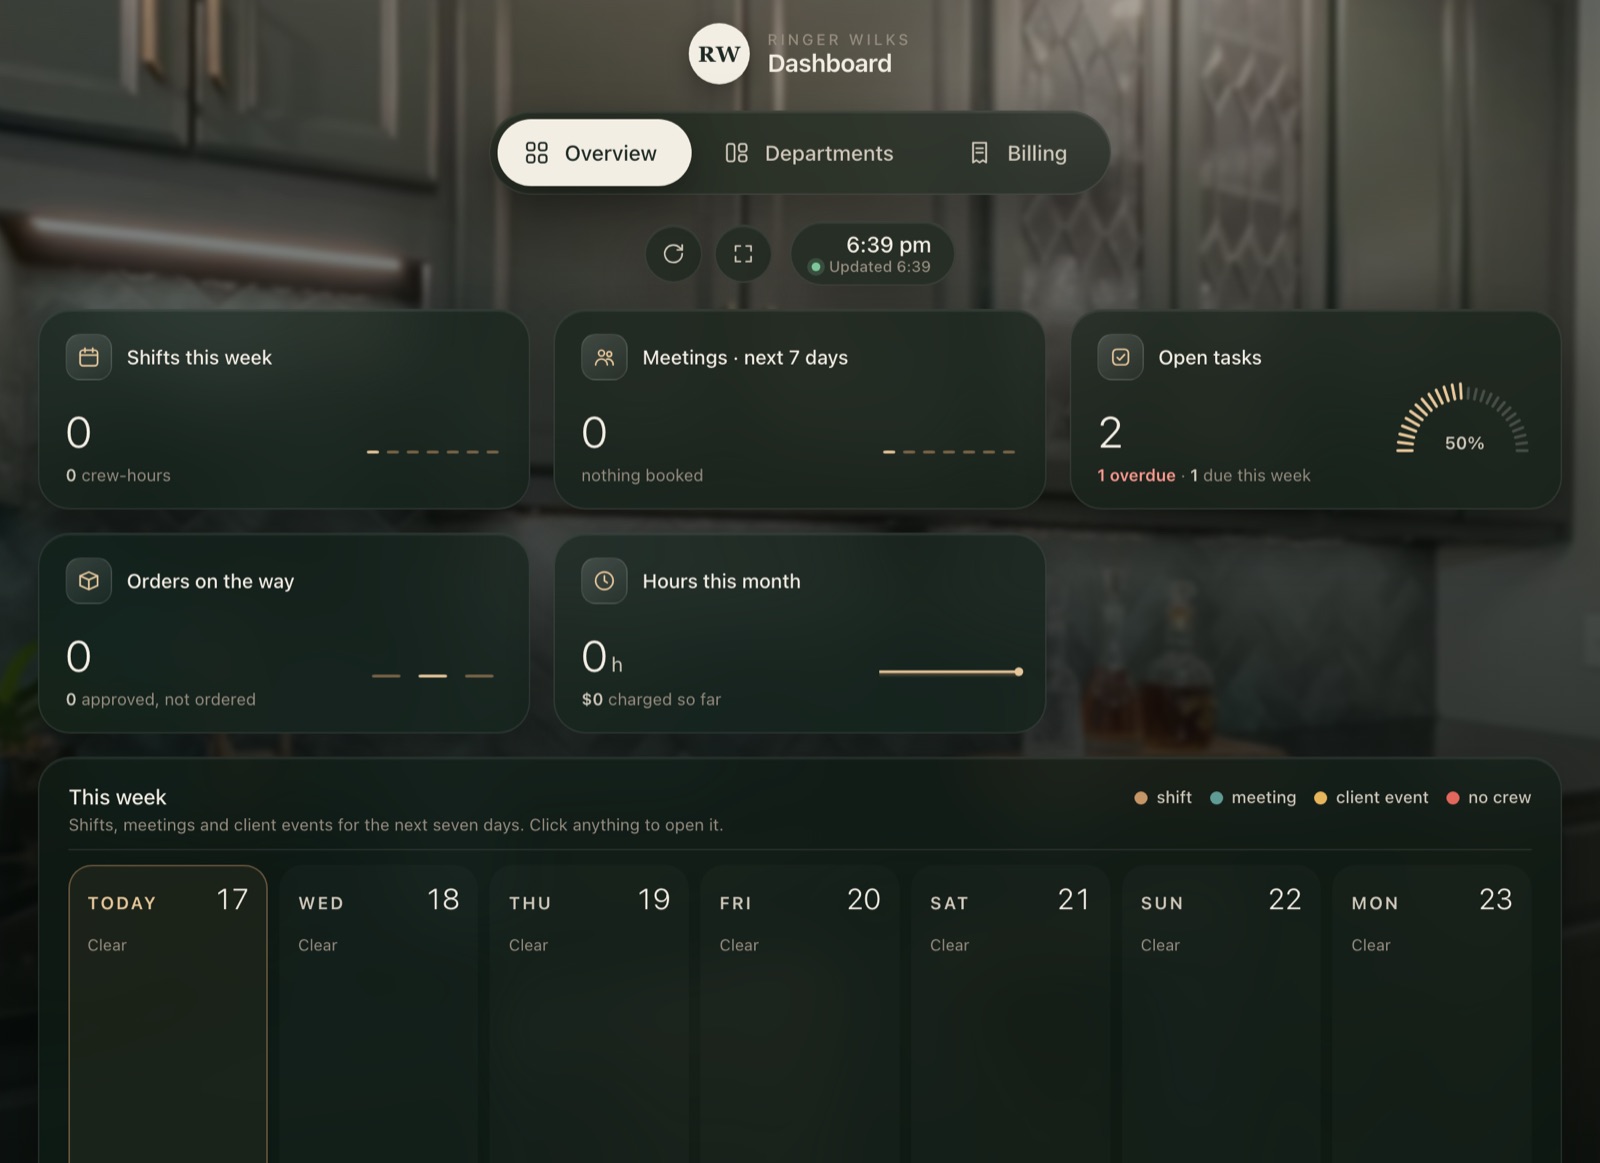 RW
RINGER WILKS
Dashboard
Overview
Departments
Billing
6:39 pm
Updated 6:39
Shifts this week
0
0 crew-hours
Meetings · next 7 days
0
nothing booked
Open tasks
2
50%
1 overdue · 1 due this week
Orders on the way
0
0 approved, not ordered
Hours this month
0 h
$0 charged so far
This week
shift meeting client event no crew
Shifts, meetings and client events for the next seven days. Click anything to open it.
TODAY 17
Clear
WED 18
Clear
THU 19
Clear
FRI 20
Clear
SAT 21
Clear
SUN 22
Clear
MON 23
Clear